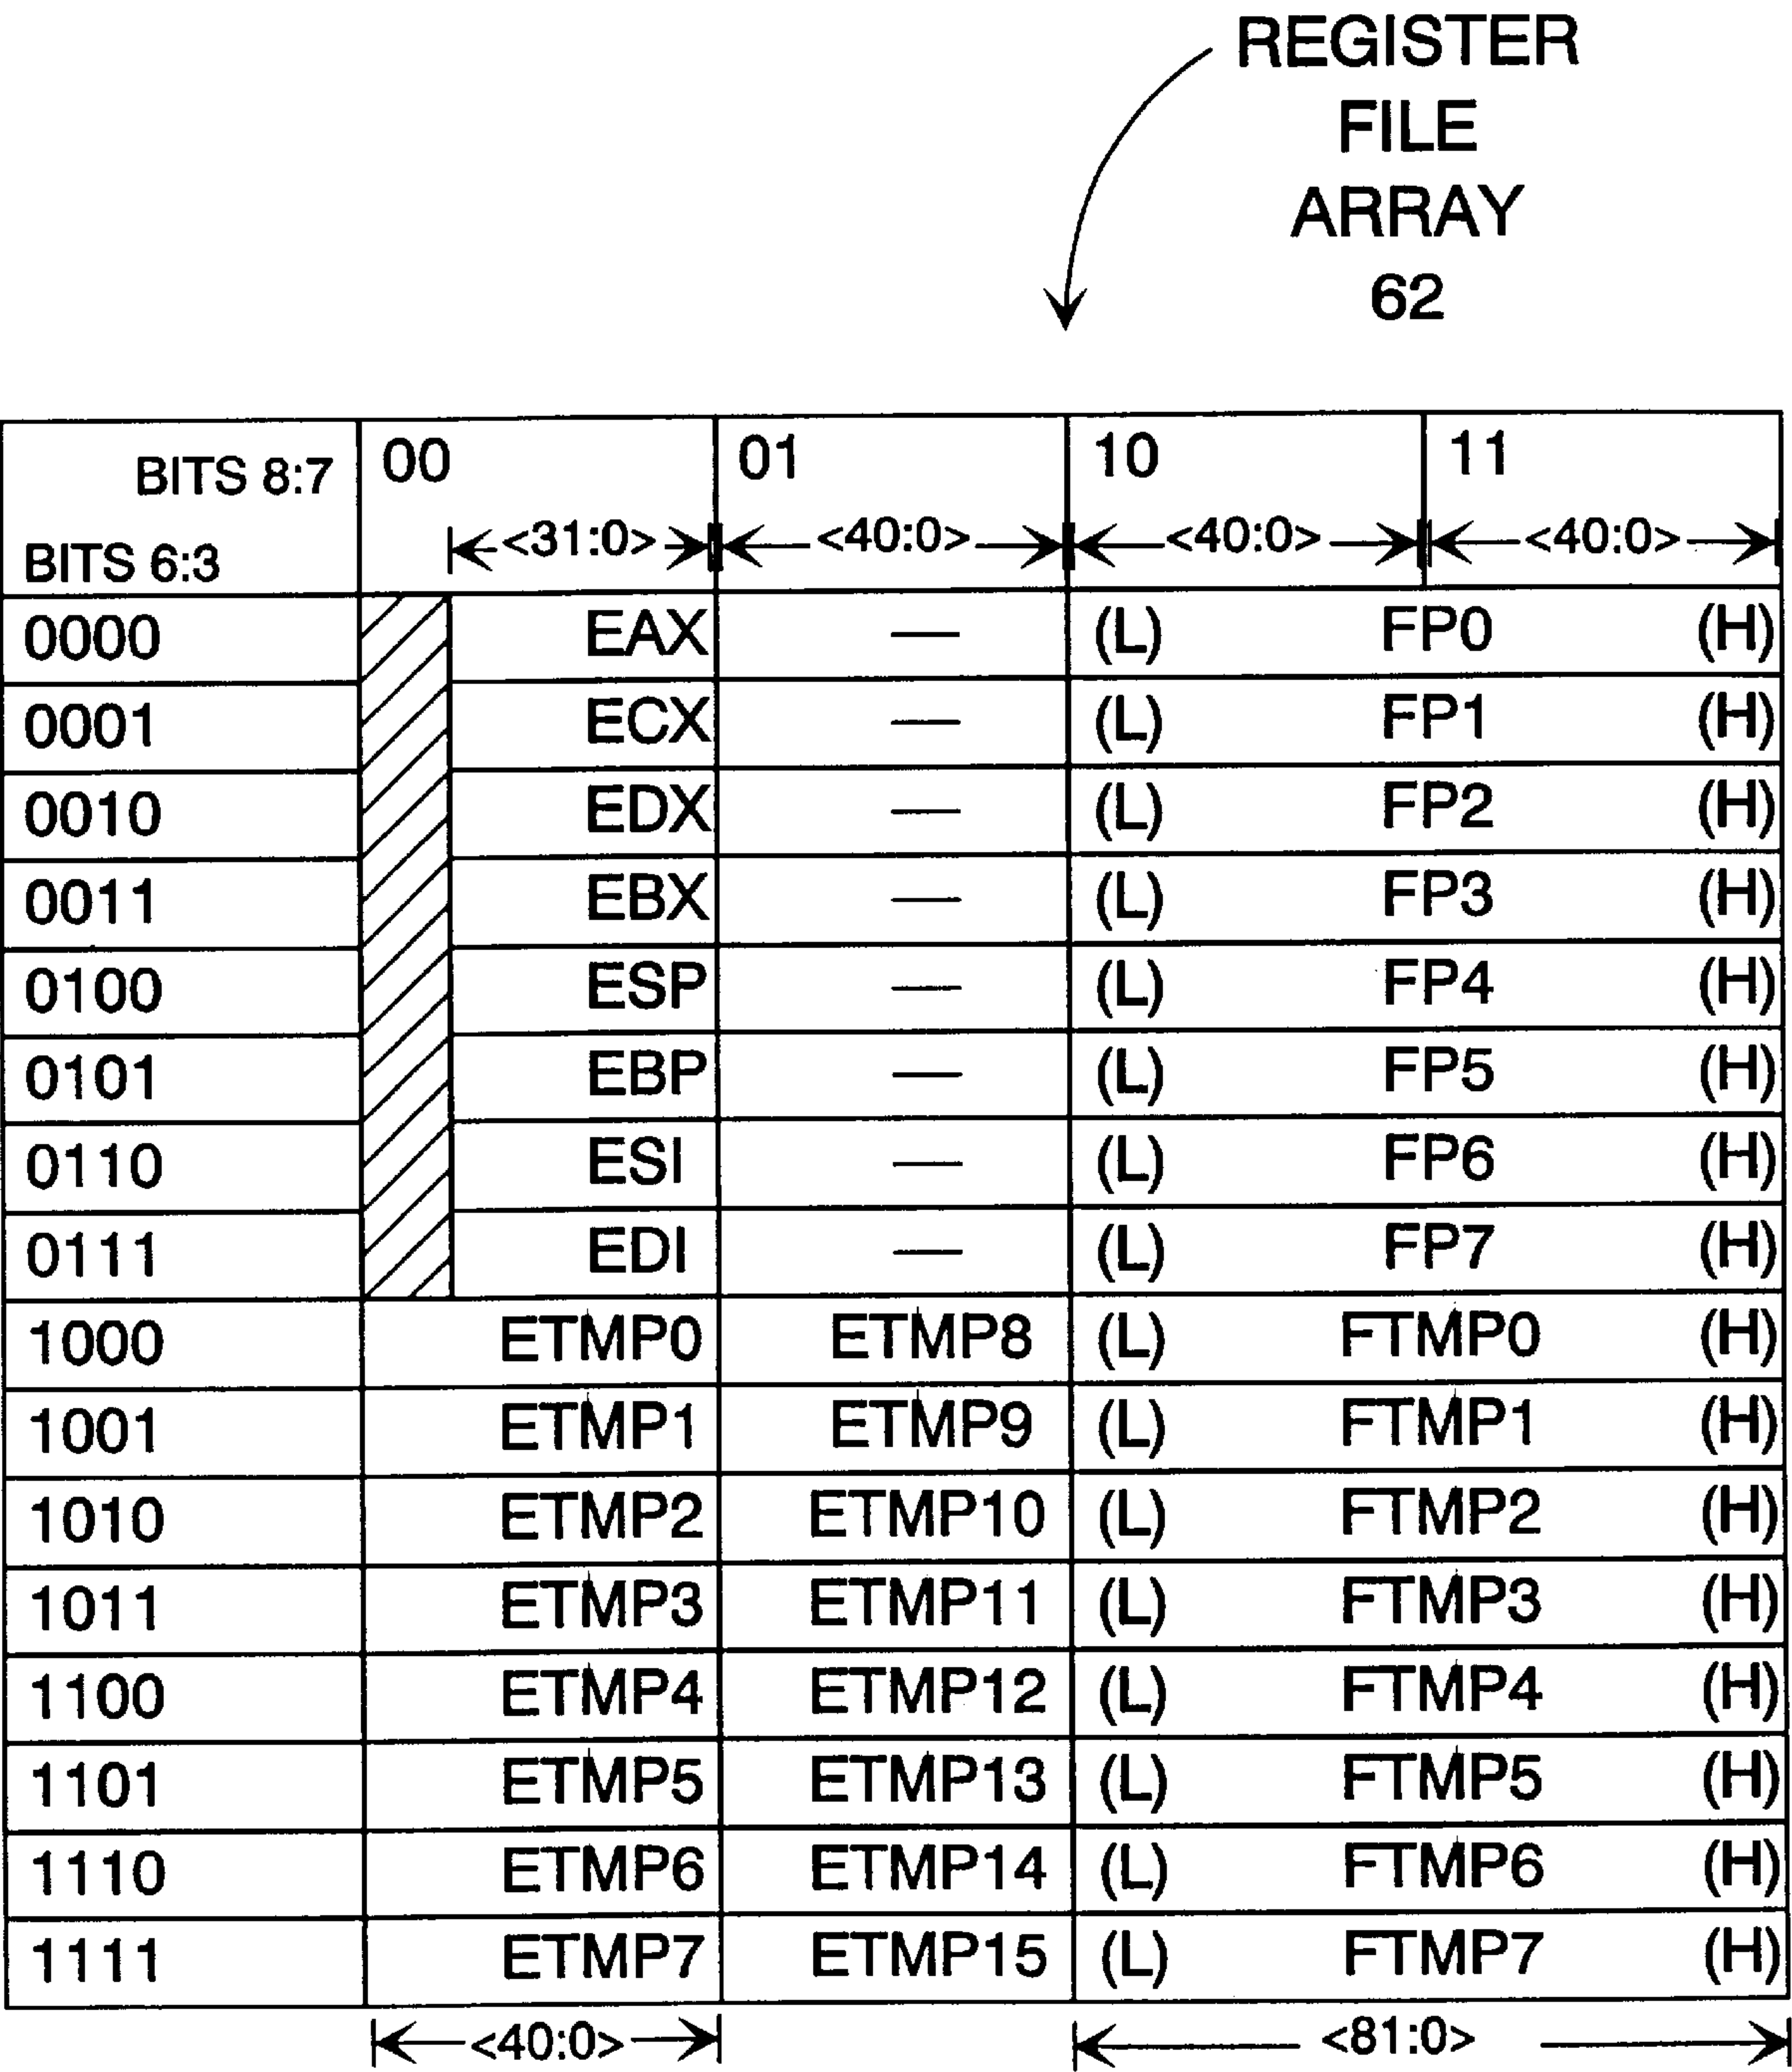 REGISTER
FILE
ARRAY
62
BITS 8:7 00 01 10 11
BITS 6:3 <31:0> <40:0> <40:0> <40:0>
0000 EAX — (L) FP0 (H)
0001 ECX — (L) FP1 (H)
0010 EDX — (L) FP2 (H)
0011 EBX — (L) FP3 (H)
0100 ESP — (L) FP4 (H)
0101 EBP — (L) FP5 (H)
0110 ESI — (L) FP6 (H)
0111 EDI — (L) FP7 (H)
1000 ETMP0 ETMP8 (L) FTMP0 (H)
1001 ETMP1 ETMP9 (L) FTMP1 (H)
1010 ETMP2 ETMP10 (L) FTMP2 (H)
1011 ETMP3 ETMP11 (L) FTMP3 (H)
1100 ETMP4 ETMP12 (L) FTMP4 (H)
1101 ETMP5 ETMP13 (L) FTMP5 (H)
1110 ETMP6 ETMP14 (L) FTMP6 (H)
1111 ETMP7 ETMP15 (L) FTMP7 (H)
<40:0> <81:0>